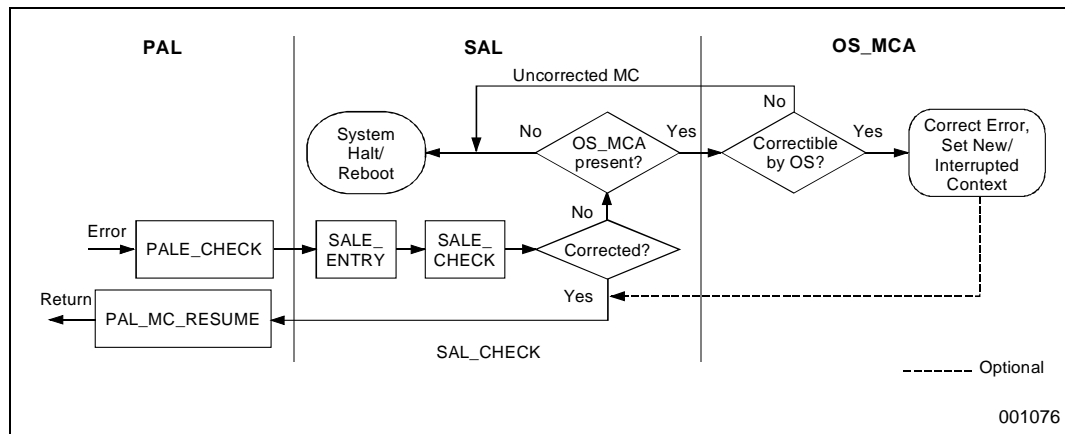 PAL
SAL
OS_MCA
Uncorrected MC
No
System
Halt/
Reboot
No
OS_MCA
present?
Yes
Correctible
by OS?
Yes
Correct Error,
Set New/
Interrupted
Context
No
Error
PALE_CHECK
SALE_
ENTRY
SALE_
CHECK
Corrected?
Yes
Return
PAL_MC_RESUME
SAL_CHECK
Optional
001076